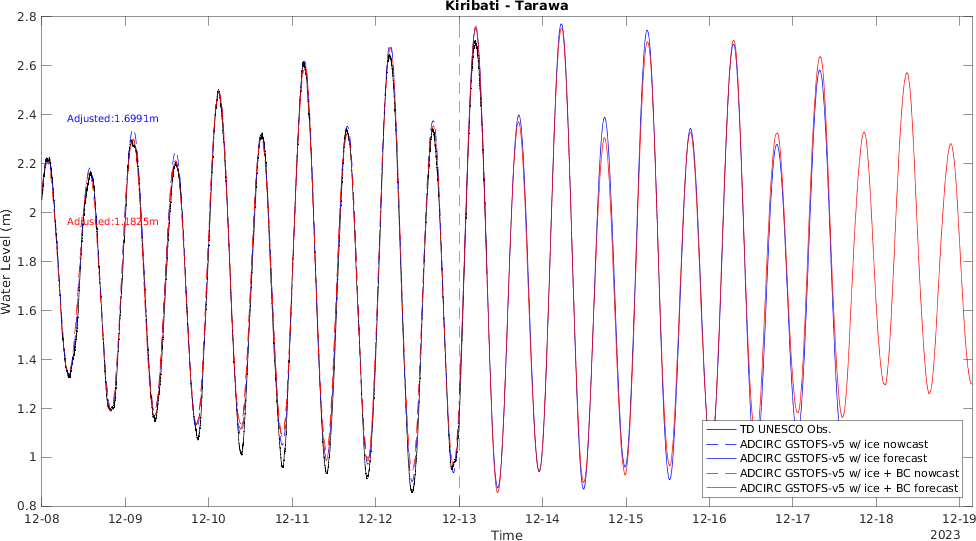 Kiribati - Tarawa
2.8
2.6
2.4
2.2
2
1.8
1.6
1.4
1.2
1
0.8
Water Level (m)
Adjusted:1.6991m
Adjusted:1.1825m
TD UNESCO Obs.
ADCIRC GSTOFS-v5 w/ ice nowcast
ADCIRC GSTOFS-v5 w/ ice forecast
ADCIRC GSTOFS-v5 w/ ice + BC nowcast
ADCIRC GSTOFS-v5 w/ ice + BC forecast
12-08 12-09 12-10 12-11 12-12 12-13 12-14 12-15 12-16 12-17 12-18 12-19
Time
2023